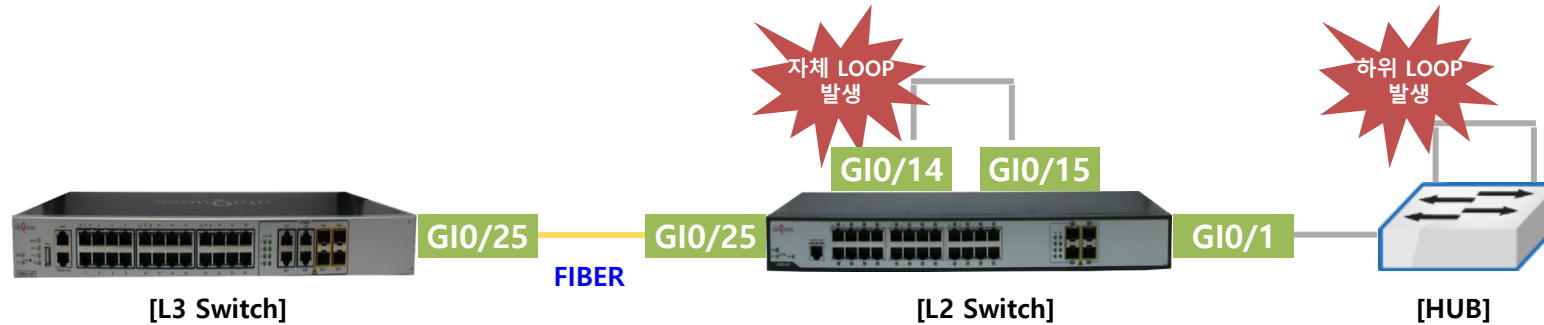 자체 LOOP
발생
하위 LOOP
발생
GI0/14
GI0/15
GI0/25
GI0/25
GI0/1
FIBER
[L3 Switch]
[L2 Switch]
[HUB]